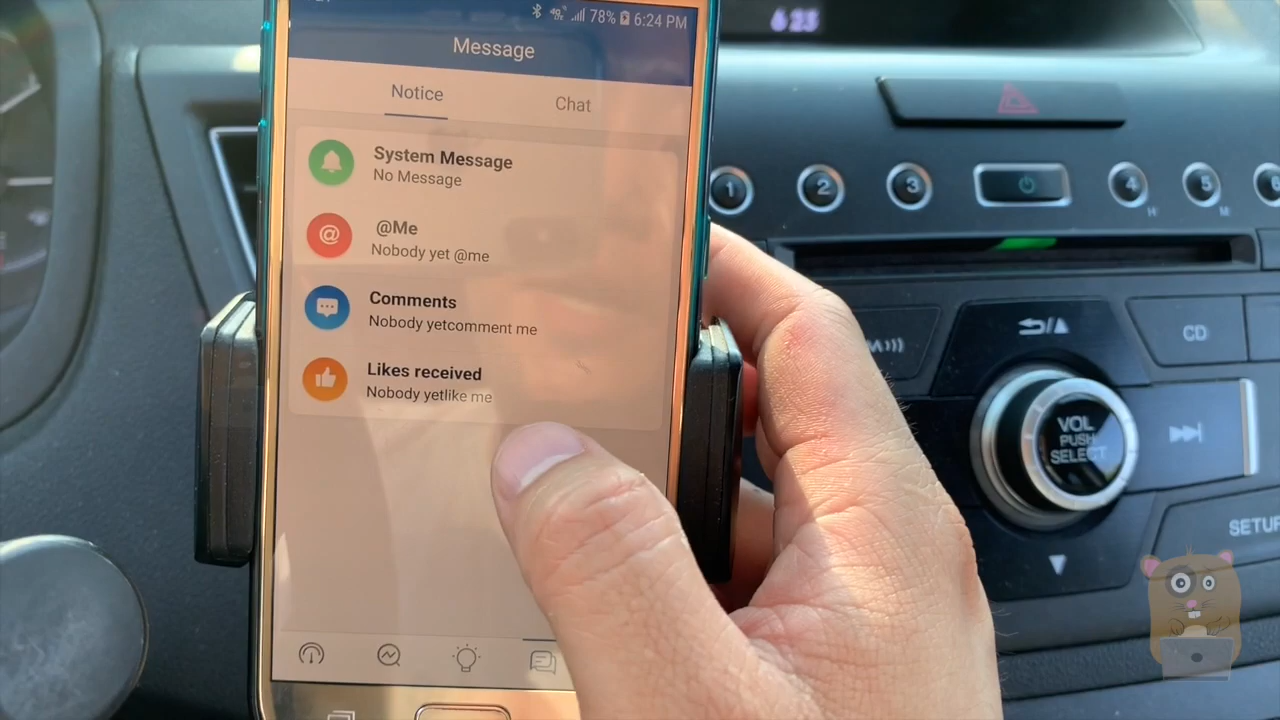 78% 6:24 PM
Message
Notice
Chat
System Message
No Message
@Me
Nobody yet @me
Comments
Nobody yetcomment me
Likes received
Nobody yetlike me
1
2
3
4
5
6
H
M
CD
VOL
PUSH
SELECT